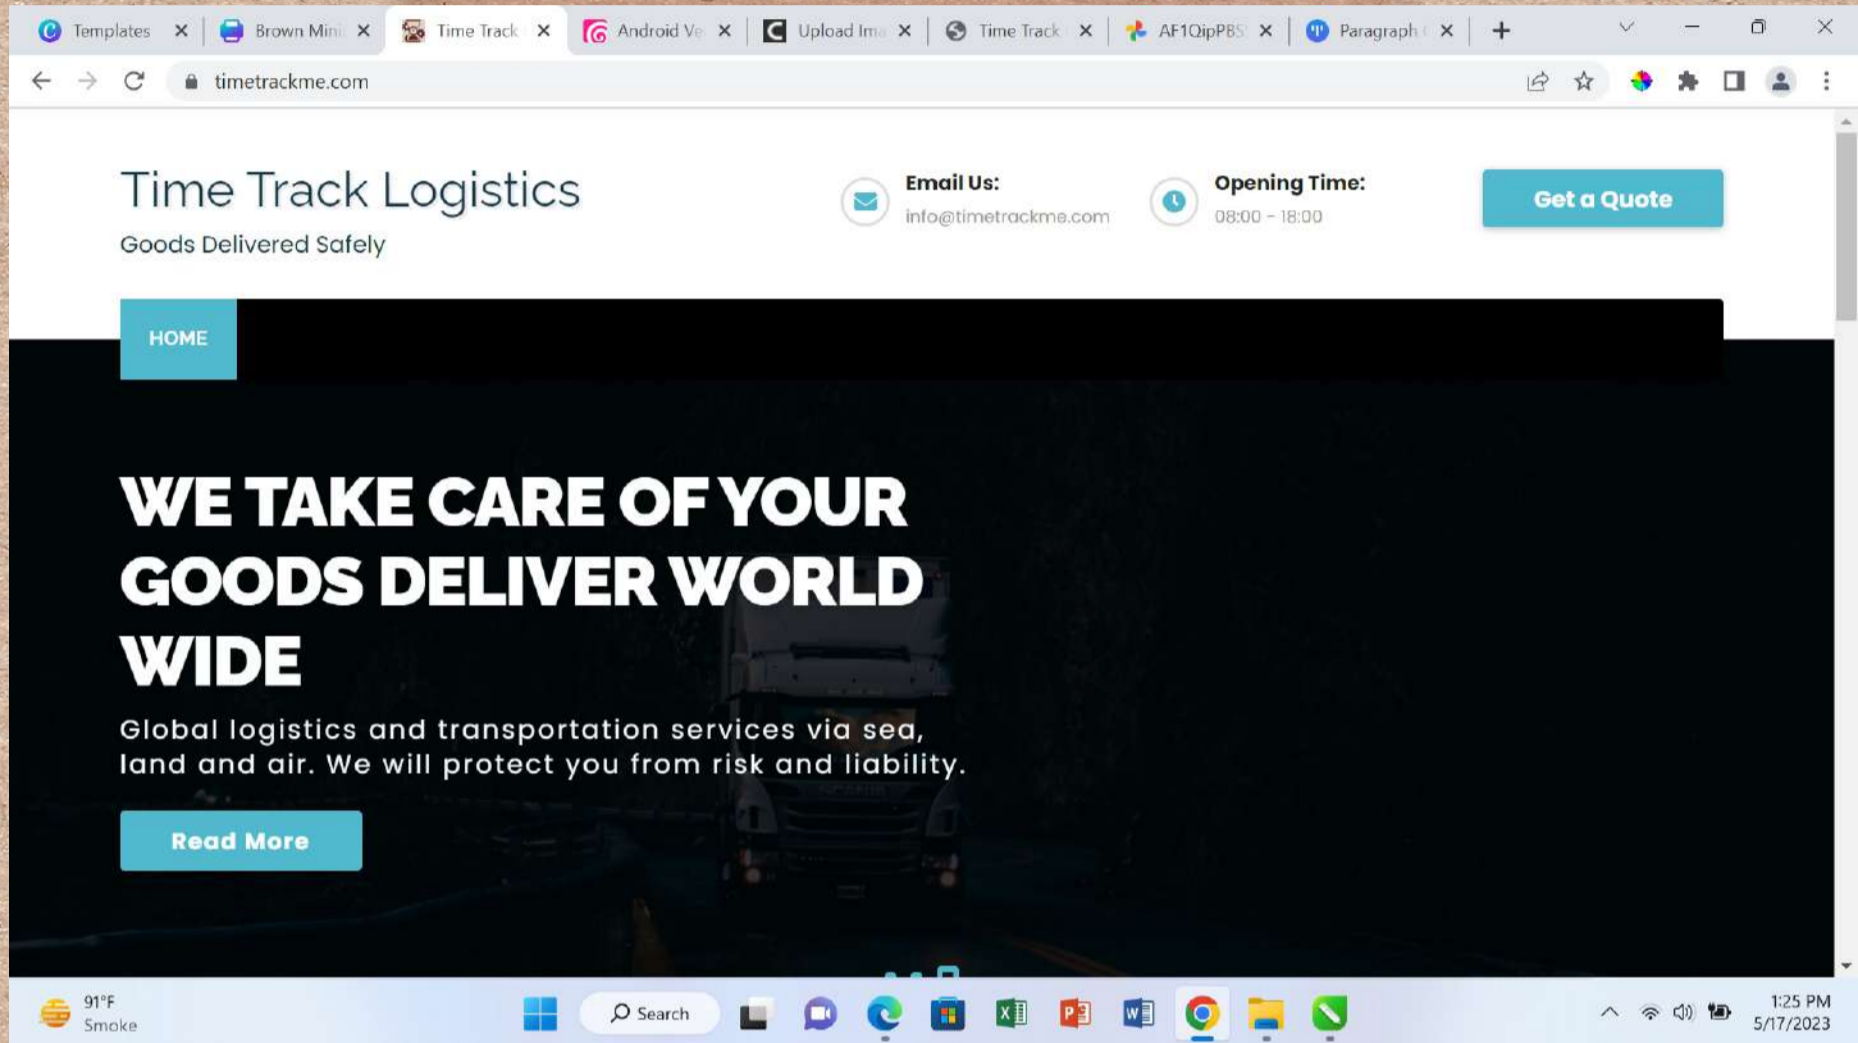 Templates
Brown Mini
Time Track
Android Ve
Upload Ima
Time Track
AF1QipPBS
Paragraph
timetrackme.com
Time Track Logistics
Goods Delivered Safely
Email Us:
info@timetrackme.com
Opening Time:
08:00 - 18:00
Get a Quote
HOME
WE TAKE CARE OF YOUR
GOODS DELIVER WORLD
WIDE
Global logistics and transportation services via sea,
land and air. We will protect you from risk and liability.
SCANIA
Read More
91°F
Smoke
Search
1:25 PM
5/17/2023